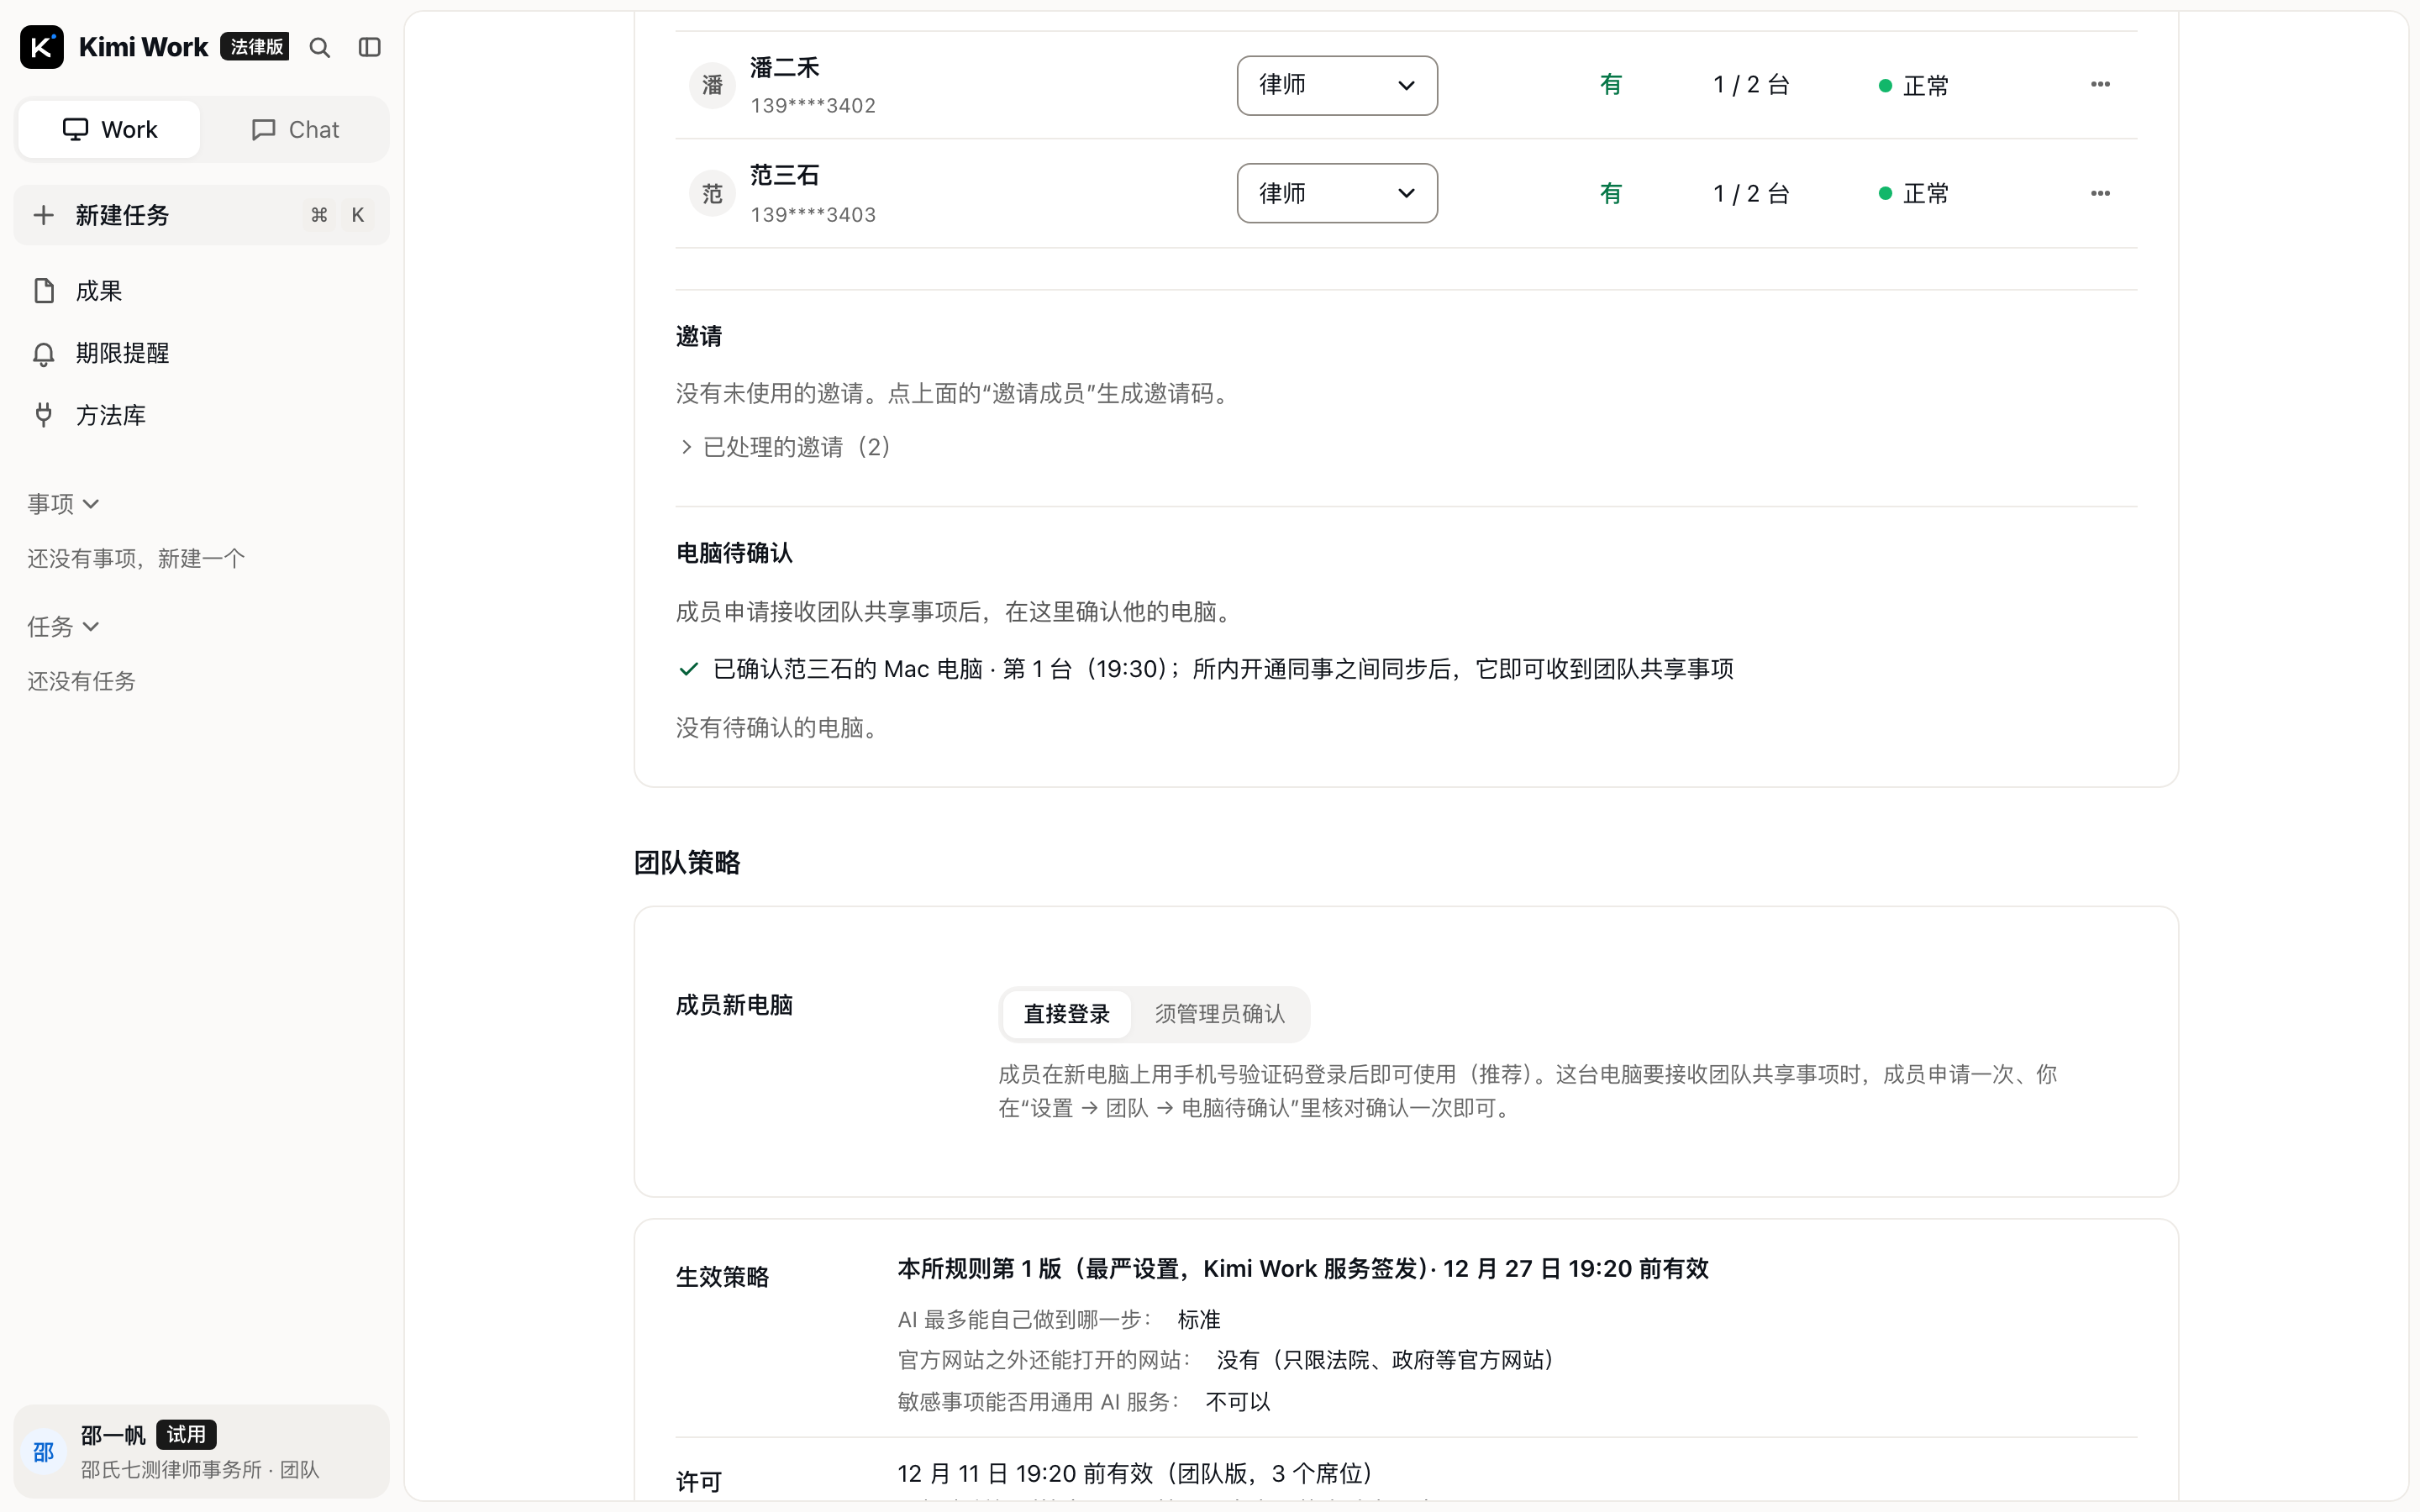 Kimi Work 法律版
Work
Chat
新建任务 ⌘ K
成果
期限提醒
方法库
事项
还没有事项，新建一个
任务
还没有任务
邵 邵一帆 试用
邵氏七测律师事务所 · 团队
潘 潘二禾 律师 有 1 / 2 台 正常
139****3402
范 范三石 律师 有 1 / 2 台 正常
139****3403
邀请
没有未使用的邀请。点上面的“邀请成员”生成邀请码。
已处理的邀请（2）
电脑待确认
成员申请接收团队共享事项后，在这里确认他的电脑。
已确认范三石的 Mac 电脑 · 第 1 台（19:30）；所内开通同事之间同步后，它即可收到团队共享事项
没有待确认的电脑。
团队策略
成员新电脑 直接登录 须管理员确认
成员在新电脑上用手机号验证码登录后即可使用（推荐）。这台电脑要接收团队共享事项时，成员申请一次、你
在“设置 → 团队 → 电脑待确认”里核对确认一次即可。
生效策略 本所规则第 1 版（最严设置，Kimi Work 服务签发）· 12 月 27 日 19:20 前有效
AI 最多能自己做到哪一步： 标准
官方网站之外还能打开的网站： 没有（只限法院、政府等官方网站）
敏感事项能否用通用 AI 服务： 不可以
许可 12 月 11 日 19:20 前有效（团队版，3 个席位）